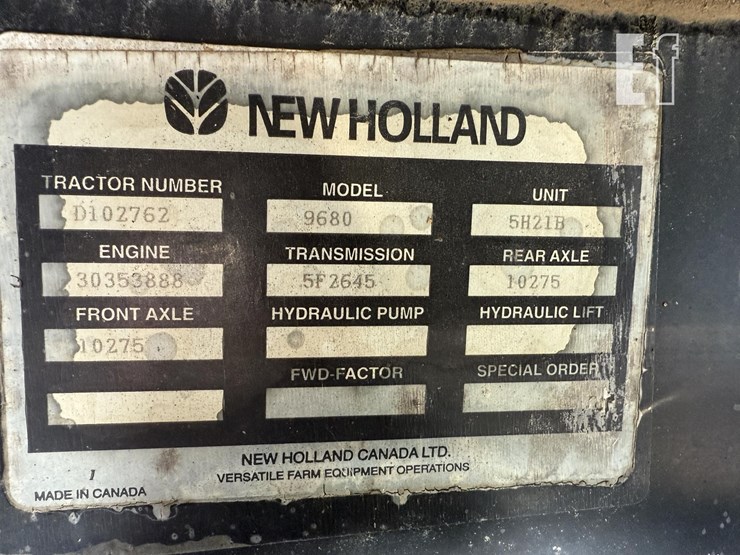 Ef
NEW HOLLAND
TRACTOR NUMBER MODEL UNIT
D102762 9680 5H21B
ENGINE TRANSMISSION REAR AXLE
30353888 5F2645 10275
FRONT AXLE HYDRAULIC PUMP HYDRAULIC LIFT
10275
FWD-FACTOR SPECIAL ORDER
NEW HOLLAND CANADA LTD.
1 VERSATILE FARM EQUIPMENT OPERATIONS
MADE IN CANADA